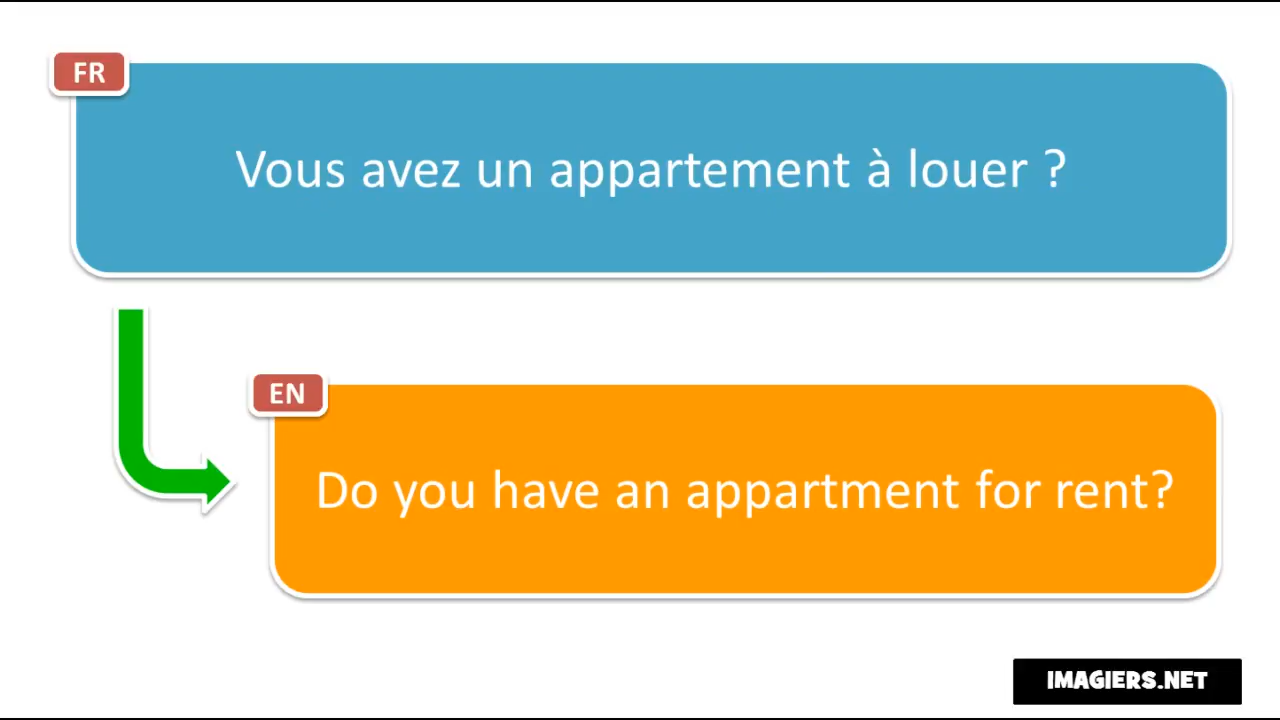 FR
Vous avez un appartement à louer ?
EN
Do you have an appartment for rent?
IMAGIERS.NET